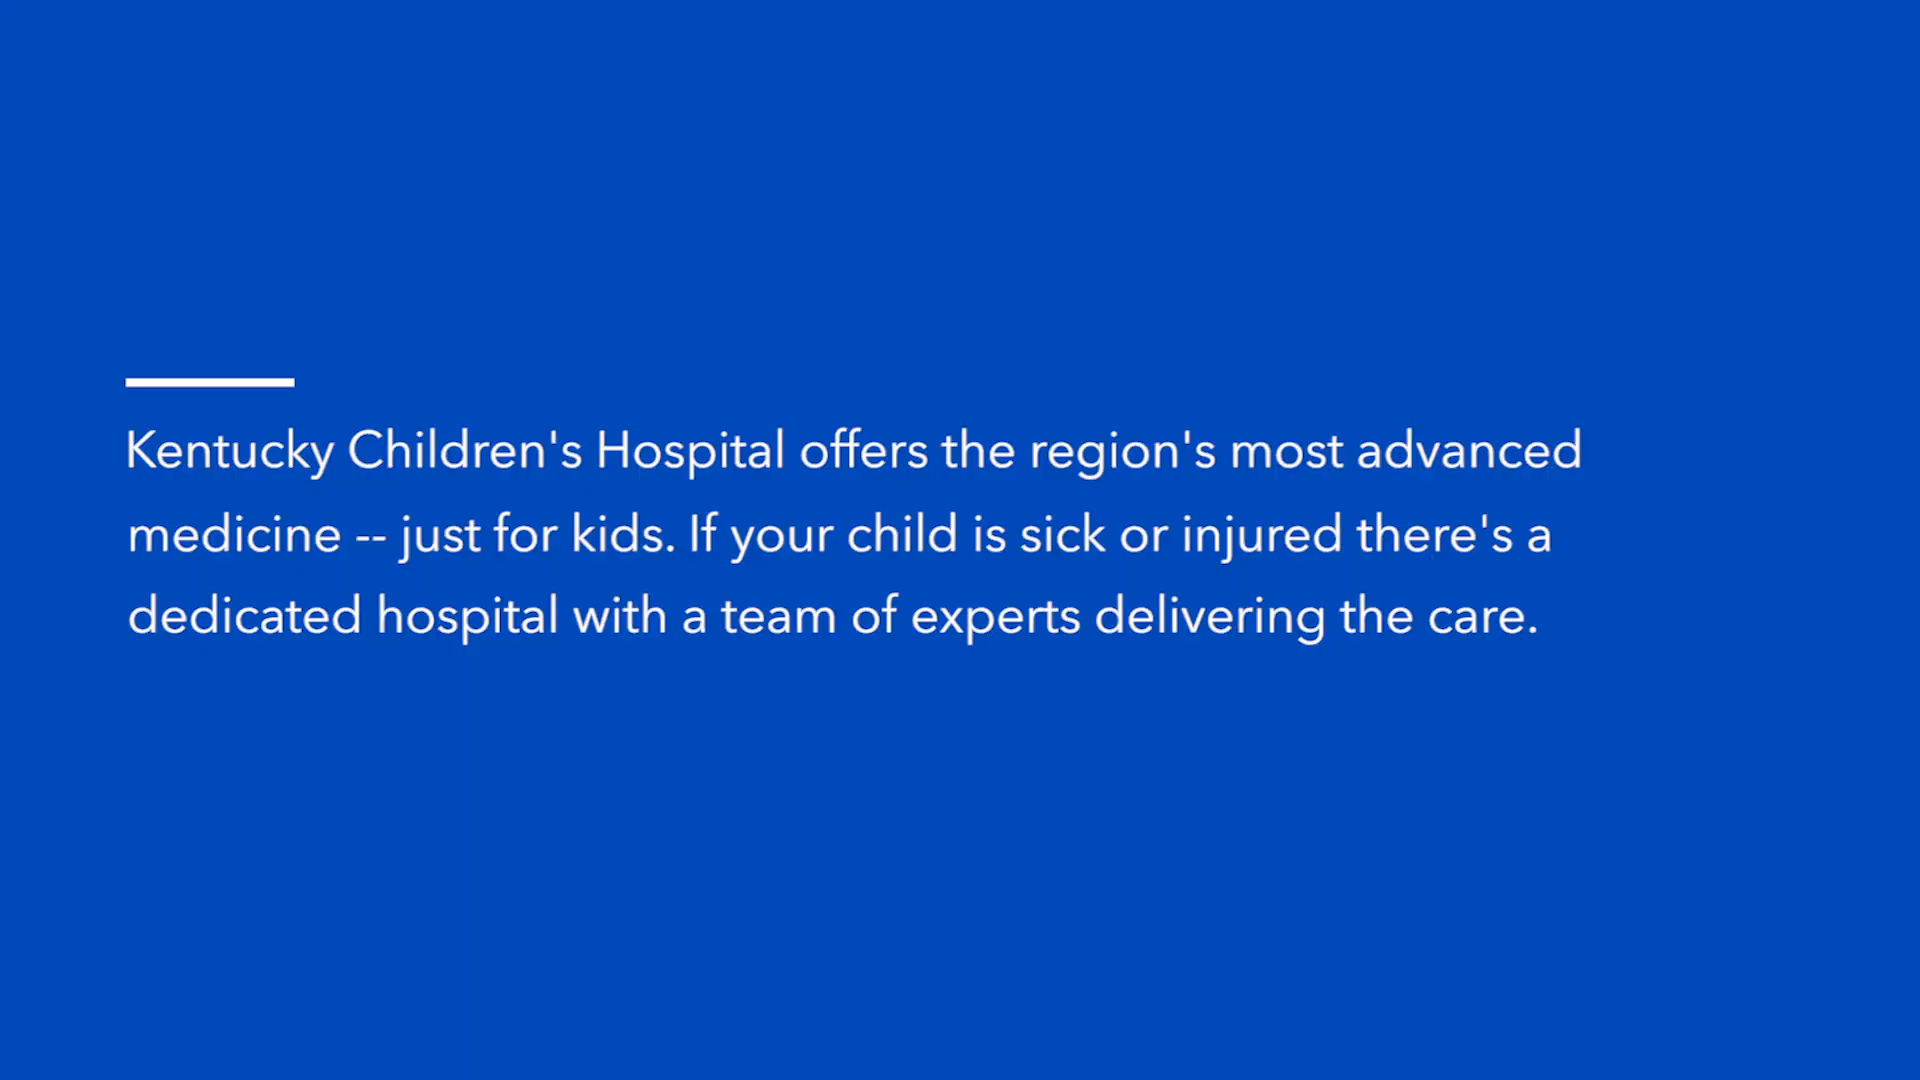 Kentucky Children's Hospital offers the region's most advanced
medicine -- just for kids. If your child is sick or injured there's a
dedicated hospital with a team of experts delivering the care.